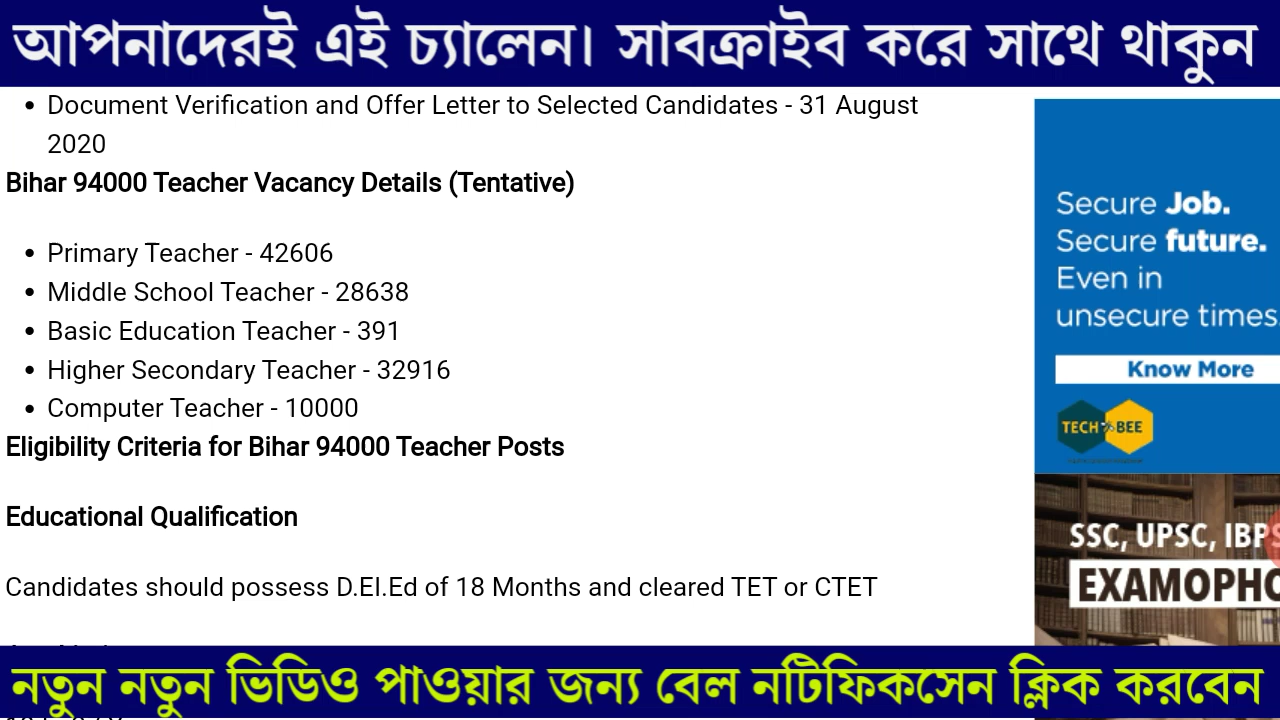 আপনাদেরই এই চ্যালেন। সাবক্রাইব করে সাথে থাকুন
• Document Verification and Offer Letter to Selected Candidates - 31 August
2020
Bihar 94000 Teacher Vacancy Details (Tentative)
• Primary Teacher - 42606
• Middle School Teacher - 28638
• Basic Education Teacher - 391
• Higher Secondary Teacher - 32916
• Computer Teacher - 10000
Eligibility Criteria for Bihar 94000 Teacher Posts
Educational Qualification
Candidates should possess D.El.Ed of 18 Months and cleared TET or CTET
Secure Job.
Secure future.
Even in
unsecure times
Know More
TECH BEE
SSC, UPSC, IBPS
EXAMOPHO
নতুন নতুন ভিডিও পাওয়ার জন্য বেল নটিফিকসেন ক্লিক করবেন